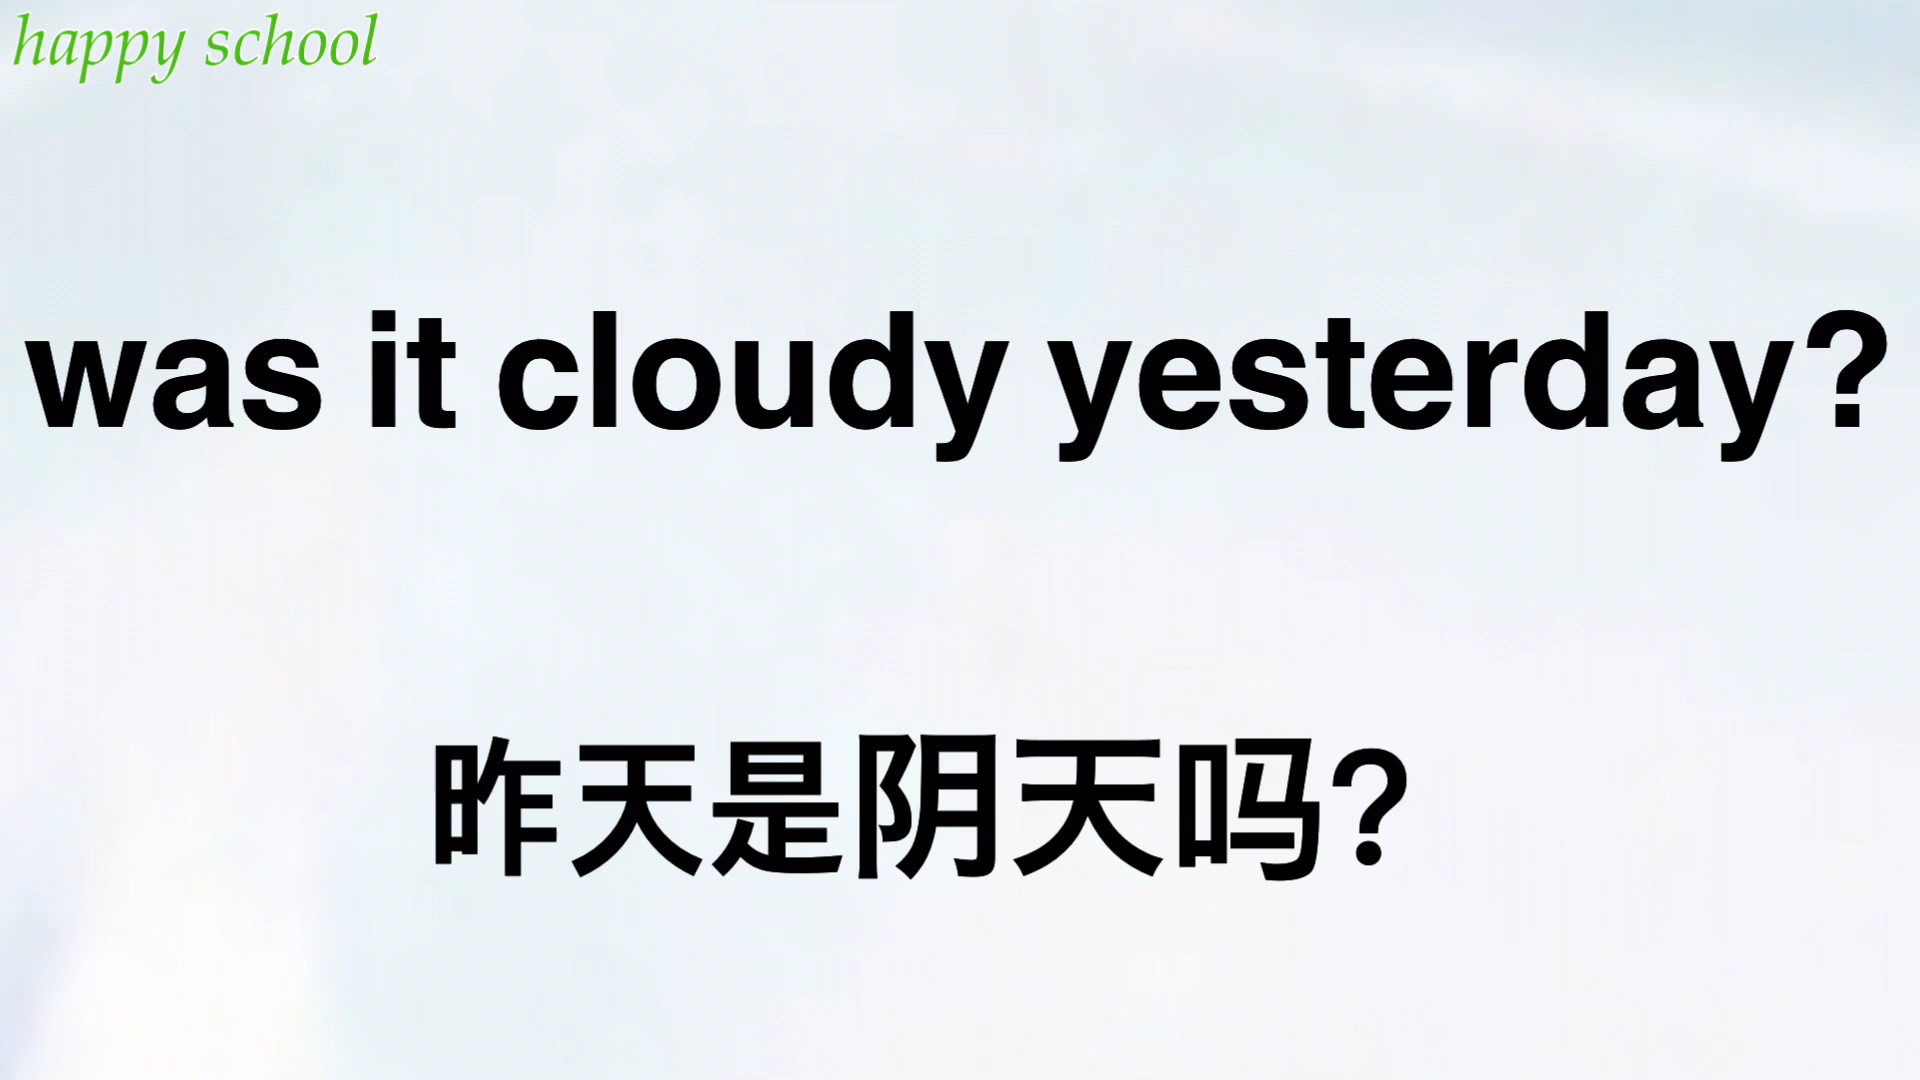 happy school
was it cloudy yesterday?
昨天是阴天吗?